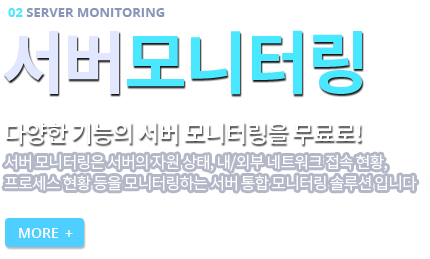 02 SERVER MONITORING
서버모니터링
다양한 기능의 서버 모니터링을 무료로!
서버 모니터링은 서버의 자원 상태, 내/외부 네트워크 접속 현황,
프로세스 현황 등을 모니터링하는 서버 통합 모니터링 솔루션 입니다
MORE +